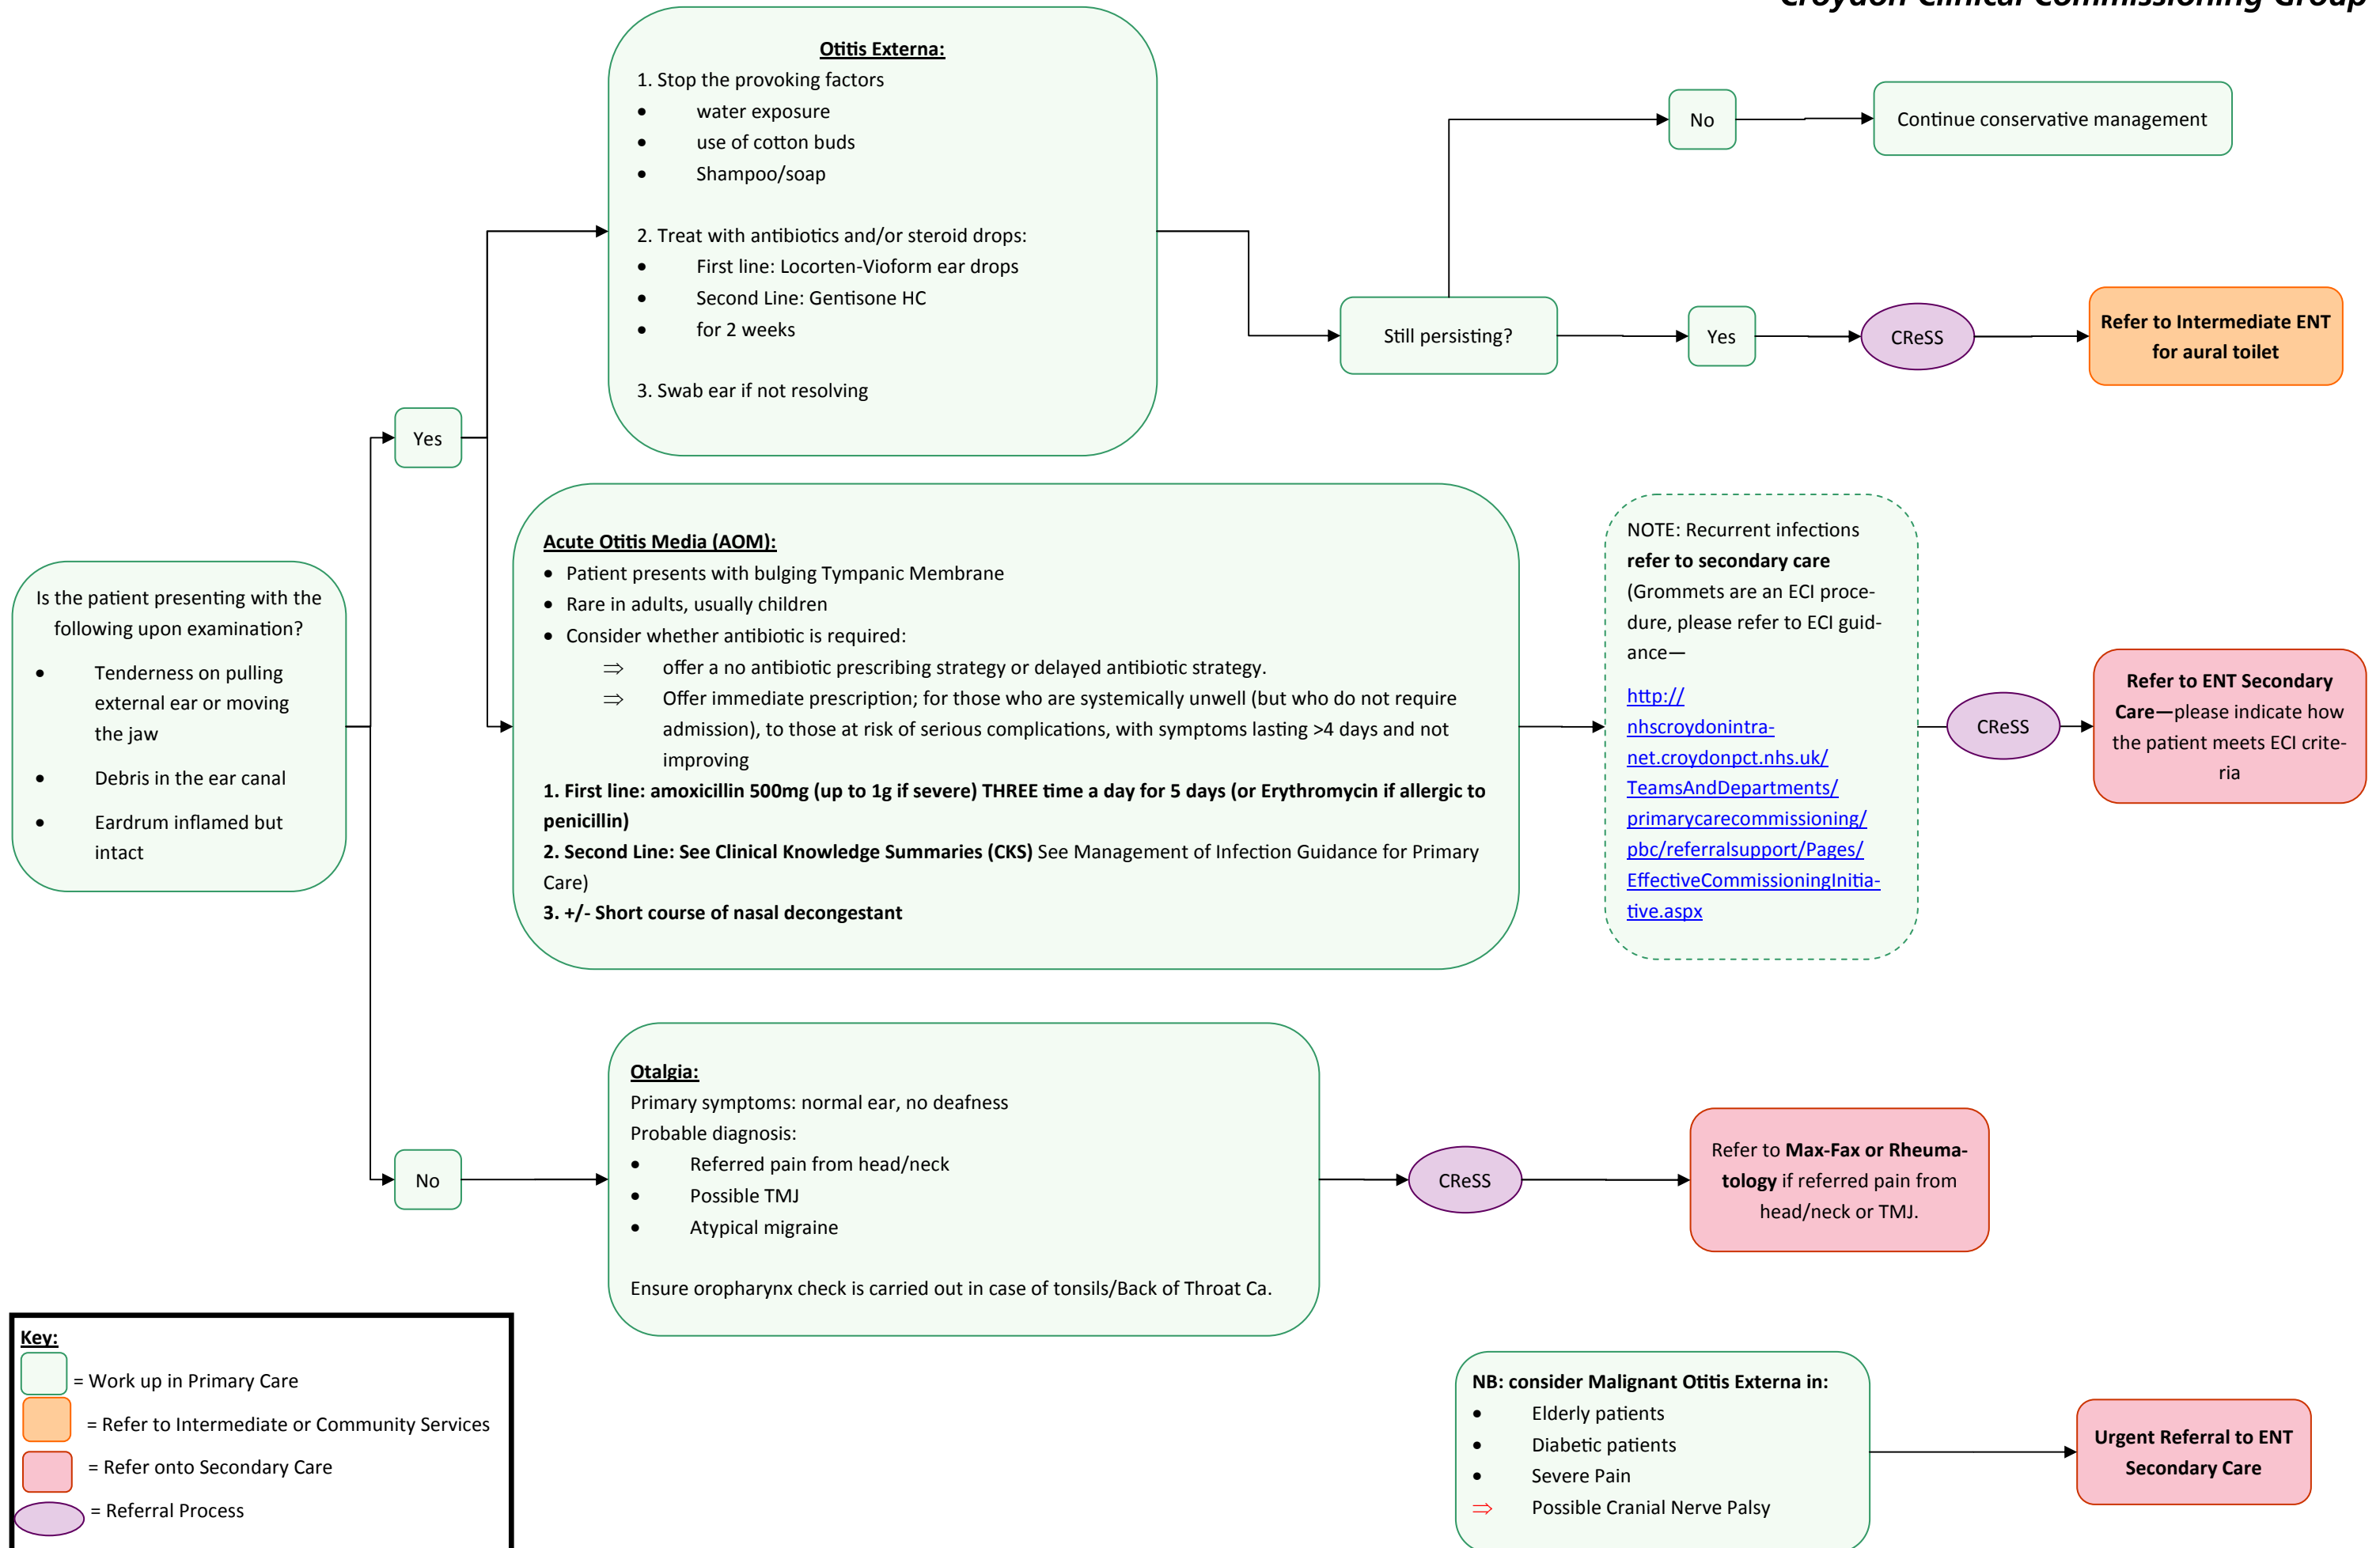 Croydon Clinical Commissioning Group
Is the patient presenting with the
following upon examination?
• Tenderness on pulling
external ear or moving
the jaw
• Debris in the ear canal
• Eardrum inflamed but
intact
Yes
Otitis Externa:
1. Stop the provoking factors
• water exposure
• use of cotton buds
• Shampoo/soap
2. Treat with antibiotics and/or steroid drops:
• First line: Locorten-Vioform ear drops
• Second Line: Gentisone HC
• for 2 weeks
3. Swab ear if not resolving
Still persisting?
No
Continue conservative management
Yes
CReSS
Refer to Intermediate ENT
for aural toilet
Acute Otitis Media (AOM):
• Patient presents with bulging Tympanic Membrane
• Rare in adults, usually children
• Consider whether antibiotic is required:
⇒ offer a no antibiotic prescribing strategy or delayed antibiotic strategy.
⇒ Offer immediate prescription; for those who are systemically unwell (but who do not require
admission), to those at risk of serious complications, with symptoms lasting >4 days and not
improving
1. First line: amoxicillin 500mg (up to 1g if severe) THREE time a day for 5 days (or Erythromycin if allergic to
penicillin)
2. Second Line: See Clinical Knowledge Summaries (CKS) See Management of Infection Guidance for Primary
Care)
3. +/- Short course of nasal decongestant
NOTE: Recurrent infections
refer to secondary care
(Grommets are an ECI proce-
dure, please refer to ECI guid-
ance—
http://
nhscroydonintra-
net.croydonpct.nhs.uk/
TeamsAndDepartments/
primarycarecommissioning/
pbc/referralsupport/Pages/
EffectiveCommissioningInitia-
tive.aspx
CReSS
Refer to ENT Secondary
Care—please indicate how
the patient meets ECI crite-
ria
No
Otalgia:
Primary symptoms: normal ear, no deafness
Probable diagnosis:
• Referred pain from head/neck
• Possible TMJ
• Atypical migraine
Ensure oropharynx check is carried out in case of tonsils/Back of Throat Ca.
CReSS
Refer to Max-Fax or Rheuma-
tology if referred pain from
head/neck or TMJ.
Key:
= Work up in Primary Care
= Refer to Intermediate or Community Services
= Refer onto Secondary Care
= Referral Process
NB: consider Malignant Otitis Externa in:
• Elderly patients
• Diabetic patients
• Severe Pain
⇒ Possible Cranial Nerve Palsy
Urgent Referral to ENT
Secondary Care